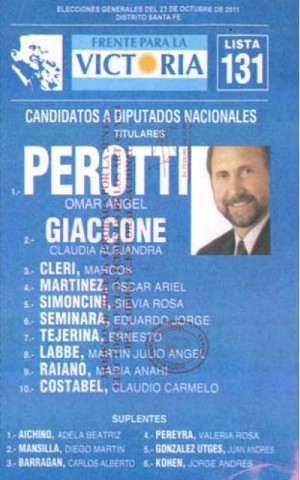 ELECCIONES GENERALES DEL 23 DE OCTUBRE DE 2011
DISTRITO SANTA FE
FRENTE PARA LA
VICTORIA
LISTA
131
CANDIDATOS A DIPUTADOS NACIONALES
TITULARES
1.- PEROTTI
OMAR ANGEL
2.- GIACCONE
CLAUDIA ALEJANDRA
3.- CLERI, MARCOS
4.- MARTINEZ, OSCAR ARIEL
5.- SIMONCINI, SILVIA ROSA
6.- SEMINARA, EDUARDO JORGE
7.- TEJERINA, ERNESTO
8.- LABBE, MARTIN JULIO ANGEL
9.- RAIANO, MARIA ANAHI
10.- COSTABEL, CLAUDIO CARMELO
SUPLENTES
1.- AICHINO, ADELA BEATRIZ
2.- MANSILLA, DIEGO MARTIN
3.- BARRAGAN, CARLOS ALBERTO
4.- PEREYRA, VALERIA ROSA
5.- GONZALEZ UTGES, JUAN ANDRES
6.- KOHEN, JORGE ANDRES